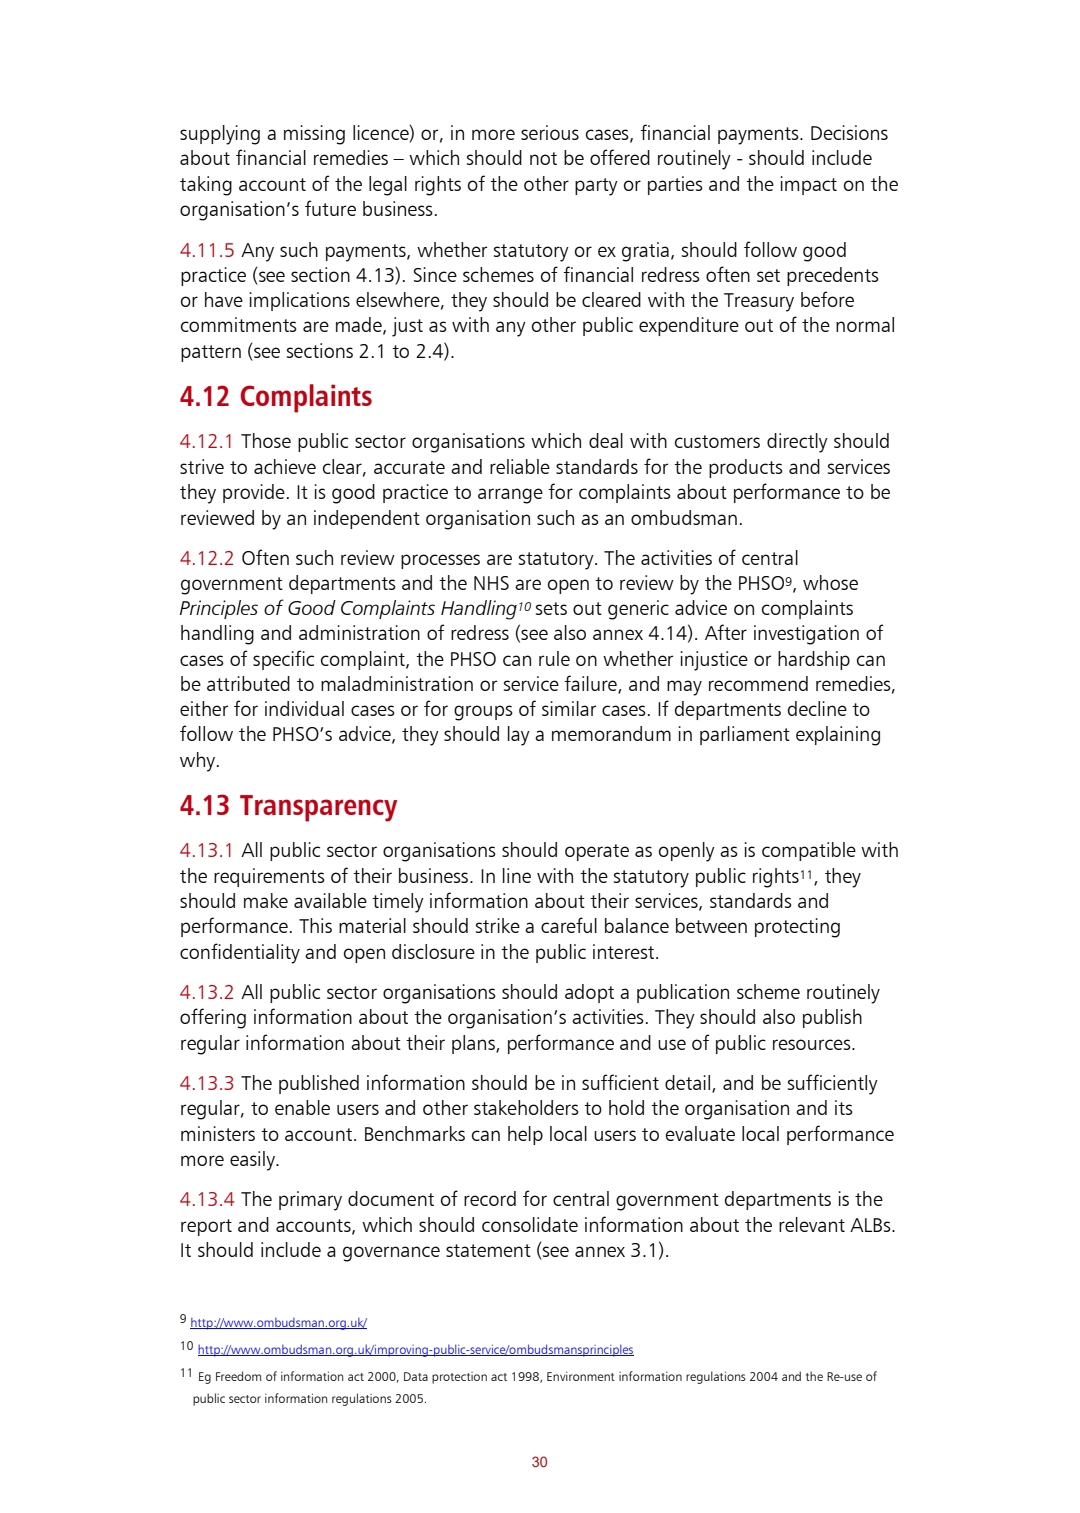 supplying a missing licence) or, in more serious cases, financial payments. Decisions
about financial remedies – which should not be offered routinely - should include
taking account of the legal rights of the other party or parties and the impact on the
organisation’s future business.
4.11.5 Any such payments, whether statutory or ex gratia, should follow good
practice (see section 4.13). Since schemes of financial redress often set precedents
or have implications elsewhere, they should be cleared with the Treasury before
commitments are made, just as with any other public expenditure out of the normal
pattern (see sections 2.1 to 2.4).
4.12 Complaints
4.12.1 Those public sector organisations which deal with customers directly should
strive to achieve clear, accurate and reliable standards for the products and services
they provide. It is good practice to arrange for complaints about performance to be
reviewed by an independent organisation such as an ombudsman.
4.12.2 Often such review processes are statutory. The activities of central
government departments and the NHS are open to review by the PHSO9, whose
Principles of Good Complaints Handling10 sets out generic advice on complaints
handling and administration of redress (see also annex 4.14). After investigation of
cases of specific complaint, the PHSO can rule on whether injustice or hardship can
be attributed to maladministration or service failure, and may recommend remedies,
either for individual cases or for groups of similar cases. If departments decline to
follow the PHSO’s advice, they should lay a memorandum in parliament explaining
why.
4.13 Transparency
4.13.1 All public sector organisations should operate as openly as is compatible with
the requirements of their business. In line with the statutory public rights11, they
should make available timely information about their services, standards and
performance. This material should strike a careful balance between protecting
confidentiality and open disclosure in the public interest.
4.13.2 All public sector organisations should adopt a publication scheme routinely
offering information about the organisation’s activities. They should also publish
regular information about their plans, performance and use of public resources.
4.13.3 The published information should be in sufficient detail, and be sufficiently
regular, to enable users and other stakeholders to hold the organisation and its
ministers to account. Benchmarks can help local users to evaluate local performance
more easily.
4.13.4 The primary document of record for central government departments is the
report and accounts, which should consolidate information about the relevant ALBs.
It should include a governance statement (see annex 3.1).
9 http://www.ombudsman.org.uk/
10 http://www.ombudsman.org.uk/improving-public-service/ombudsmansprinciples
11 Eg Freedom of information act 2000, Data protection act 1998, Environment information regulations 2004 and the Re-use of
public sector information regulations 2005.
30